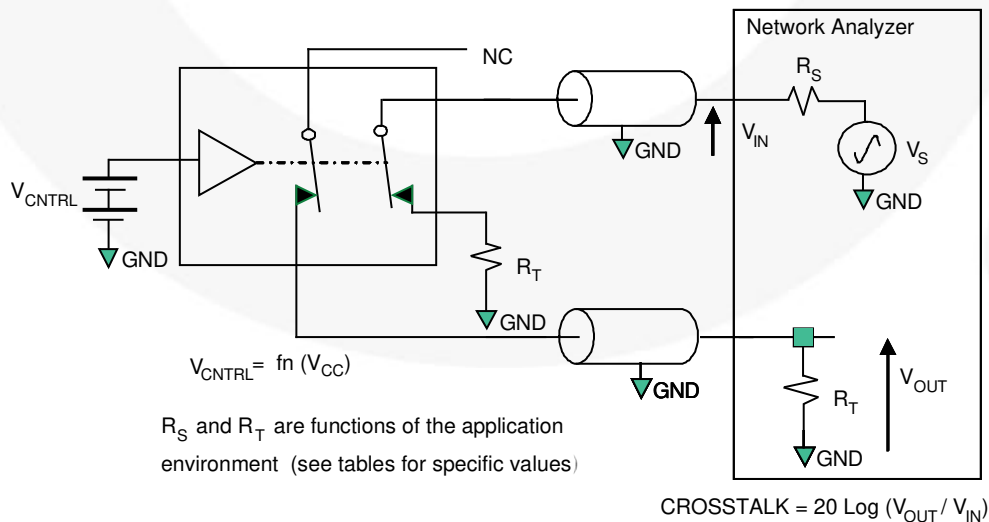 Network Analyzer
NC
R_S
V_IN
V_S
GND
GND
V_CNTRL
GND
R_T
GND
V_CNTRL = fn (V_CC)
GND
R_T
V_OUT
GND
R_S and R_T are functions of the application
environment (see tables for specific values)
CROSSTALK = 20 Log (V_OUT / V_IN)